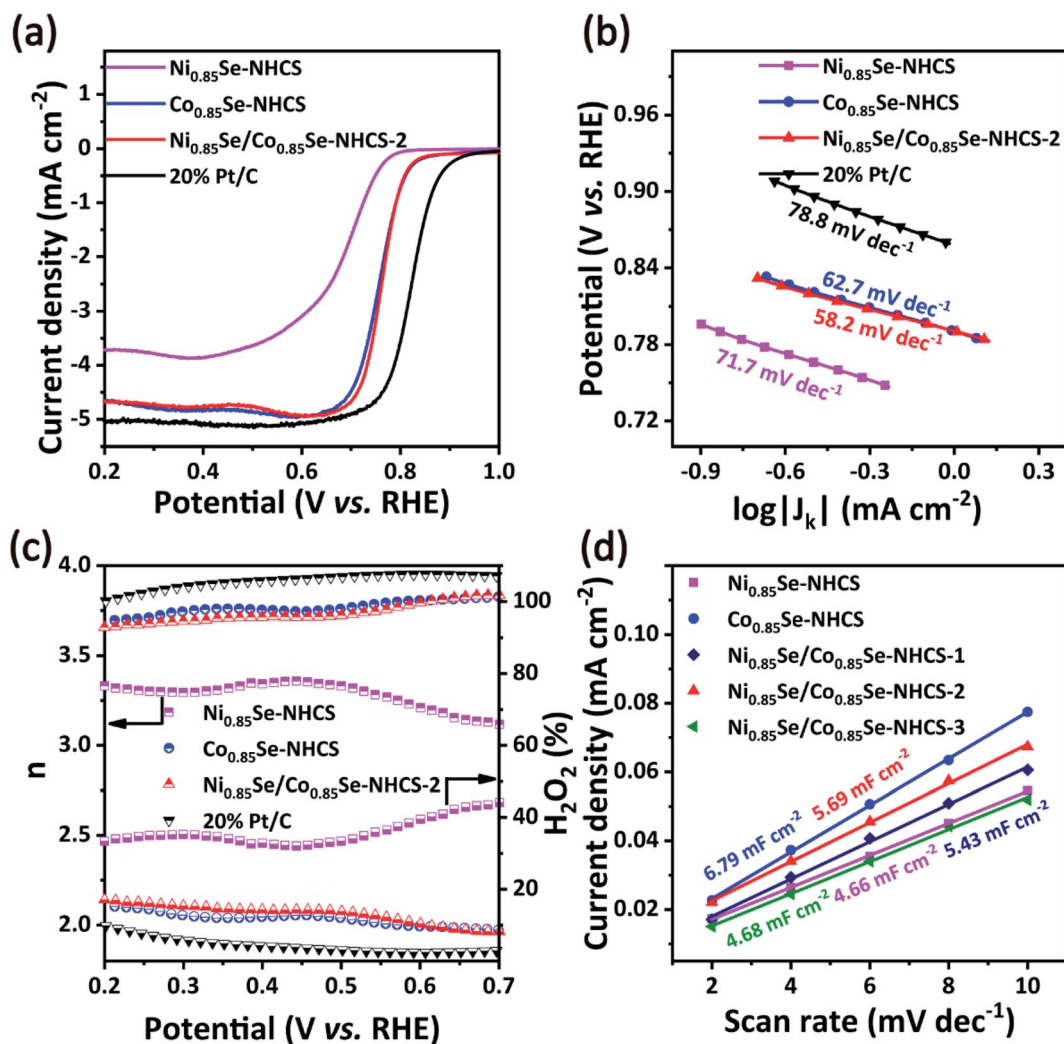 (a)
Ni₀.₈₅Se-NHCS
Co₀.₈₅Se-NHCS
Ni₀.₈₅Se/Co₀.₈₅Se-NHCS-2
20% Pt/C
Current density (mA cm⁻²)
1
0
-1
-2
-3
-4
-5
0.2 0.4 0.6 0.8 1.0
Potential (V vs. RHE)
(b)
Ni₀.₈₅Se-NHCS
Co₀.₈₅Se-NHCS
Ni₀.₈₅Se/Co₀.₈₅Se-NHCS-2
20% Pt/C
78.8 mV dec⁻¹
62.7 mV dec⁻¹
58.2 mV dec⁻¹
71.7 mV dec⁻¹
Potential (V vs. RHE)
0.96
0.90
0.84
0.78
0.72
-0.9 -0.6 -0.3 0.0 0.3
log|Jₖ| (mA cm⁻²)
(c)
n
4.0
3.5
3.0
2.5
2.0
Ni₀.₈₅Se-NHCS
Co₀.₈₅Se-NHCS
Ni₀.₈₅Se/Co₀.₈₅Se-NHCS-2
20% Pt/C
100
80
60
40
20
H₂O₂ (%)
0.2 0.3 0.4 0.5 0.6 0.7
Potential (V vs. RHE)
(d)
Ni₀.₈₅Se-NHCS
Co₀.₈₅Se-NHCS
Ni₀.₈₅Se/Co₀.₈₅Se-NHCS-1
Ni₀.₈₅Se/Co₀.₈₅Se-NHCS-2
Ni₀.₈₅Se/Co₀.₈₅Se-NHCS-3
6.79 mF cm⁻²
5.69 mF cm⁻²
4.68 mF cm⁻²
4.66 mF cm⁻²
5.43 mF cm⁻²
Current density (mA cm⁻²)
0.10
0.08
0.06
0.04
0.02
2 4 6 8 10
Scan rate (mV dec⁻¹)